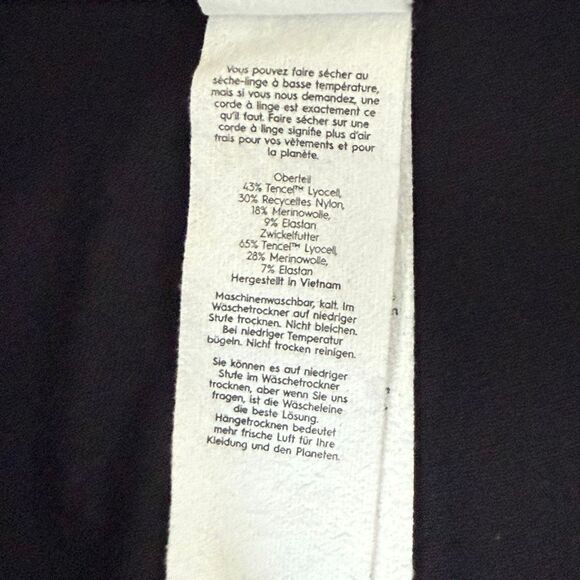 Vous pouvez faire sécher au
sèche-linge à basse température,
mais si vous nous demandez, une
corde à linge est exactement ce
qu'il faut. Faire sécher sur une
corde à linge signifie plus d'air
frais pour vos vêtements et pour
la planète.
Oberteil
43% Tencel™ Lyocell,
30% Recyceltes Nylon,
18% Merinowolle,
9% Elastan
Zwickelfutter
65% Tencel™ Lyocell,
28% Merinowolle,
7% Elastan
Hergestellt in Vietnam
Maschinenwaschbar, kalt. Im
Wäschetrockner auf niedriger
Stufe trocknen. Nicht bleichen.
Bei niedriger Temperatur
bügeln. Nicht trocken reinigen.
Sie können es auf niedriger
Stufe im Wäschetrockner
trocknen, aber wenn Sie uns
fragen, ist die Wäscheleine
die beste Lösung.
Hängetrocknen bedeutet
mehr frische Luft für Ihre
Kleidung und den Planeten.